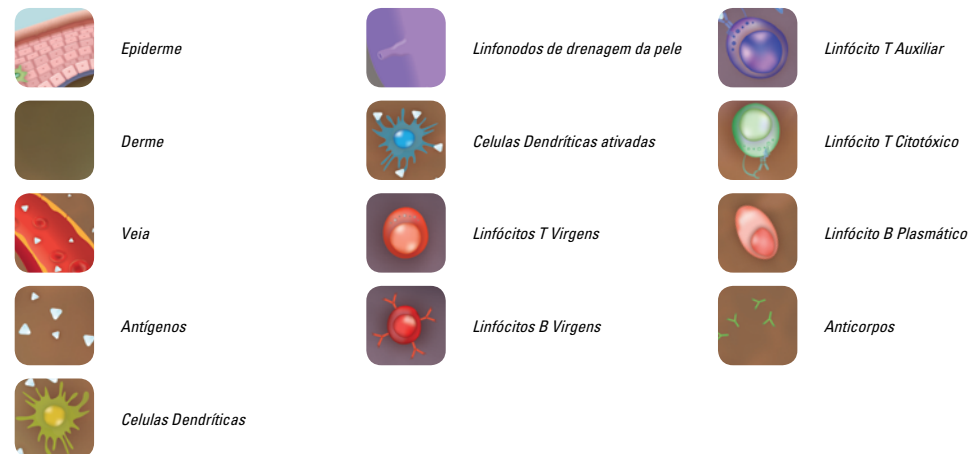 Epiderme
Derme
Veia
Antígenos
Celulas Dendríticas
Linfonodos de drenagem da pele
Celulas Dendríticas ativadas
Linfócitos T Virgens
Linfócitos B Virgens
Linfócito T Auxiliar
Linfócito T Citotóxico
Linfócito B Plasmático
Anticorpos